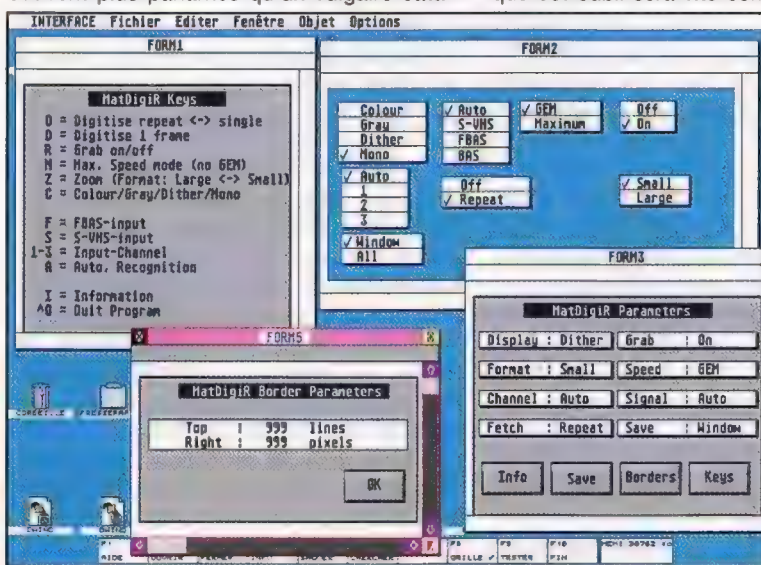 INTERFACE Fichier Editer Fenêtre Objet Options
FORM1
MatDigiR Keys
O = Digitise repeat <-> single
D = Digitise 1 frame
R = Grab on/off
M = Max. Speed mode (no GEM)
Z = Zoom (Format: Large <-> Small)
C = Colour/Gray/Dither/Mono
F = FBAS-input
S = S-VHS-input
1-3 = Input-Channel
A = Auto. Recognition
I = Information
^Q = Quit Program
FORM2
Colour
Gray
Dither
✓ Mono
✓ Auto
S-VHS
FBAS
BAS
✓ GEM
Maximum
Off
✓ On
✓ Auto
1
2
3
Off
✓ Repeat
✓ Small
Large
✓ Window
All
FORM3
MatDigiR Parameters
Display : Dither Grab : On
Format : Small Speed : GEM
Channel : Auto Signal : Auto
Fetch : Repeat Save : Window
Info Save Borders Keys
FORM5
MatDigiR Border Parameters
Top : 999 lines
Right : 999 pixels
OK
F1
AIDE
F8
GRILLE ✓
F9
TESTER
F10
FIN